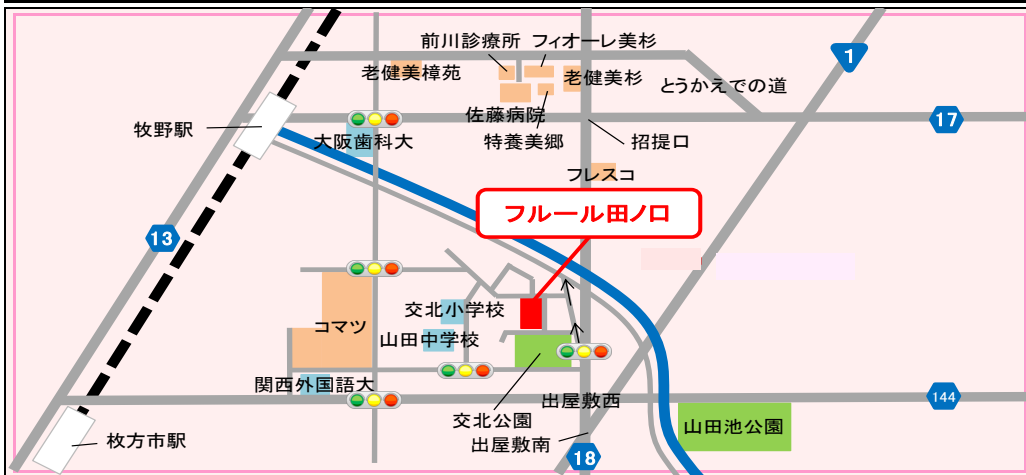 前川診療所
フィオーレ美杉
老健美樟苑
老健美杉
とうかえでの道
1
佐藤病院
17
牧野駅
大阪歯科大
特養美郷
招提口
フレスコ
フルール田ノ口
13
交北小学校
コマツ
山田中学校
関西外国語大
出屋敷西
144
交北公園
山田池公園
枚方市駅
出屋敷南
18